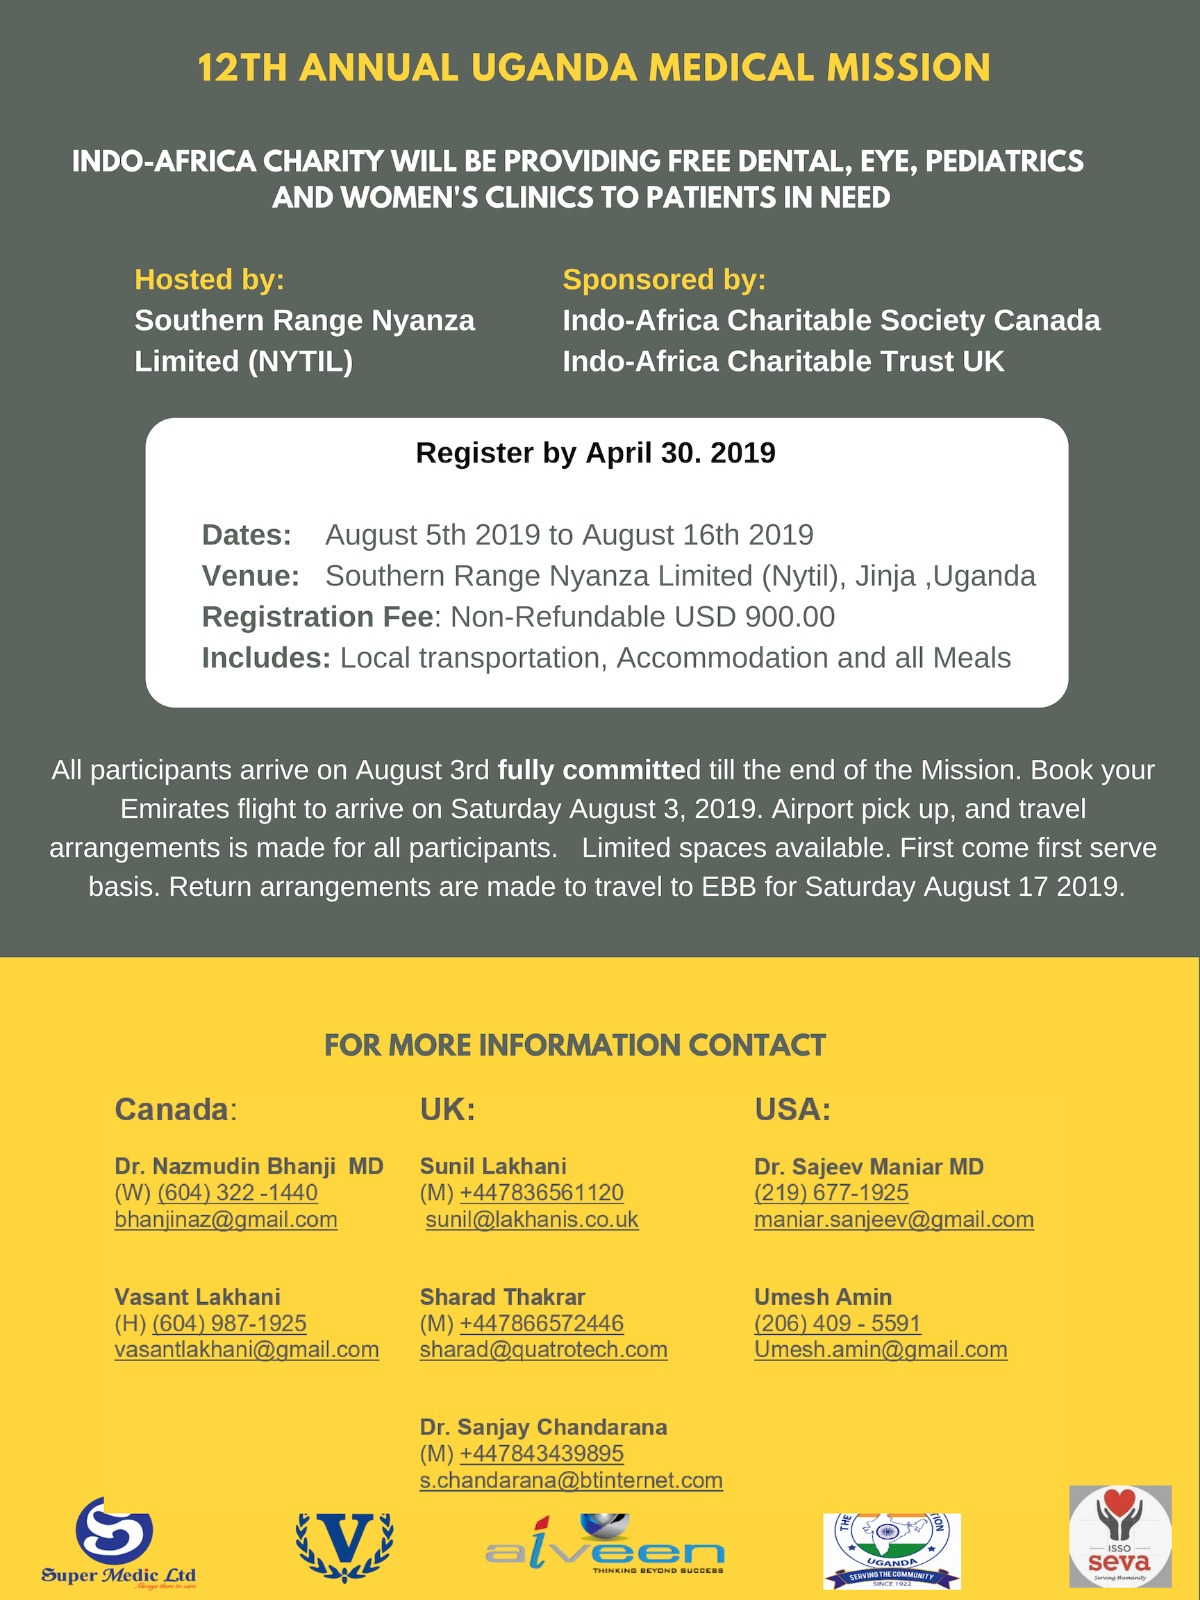 12TH ANNUAL UGANDA MEDICAL MISSION
INDO-AFRICA CHARITY WILL BE PROVIDING FREE DENTAL, EYE, PEDIATRICS
AND WOMEN'S CLINICS TO PATIENTS IN NEED
Hosted by:
Southern Range Nyanza
Limited (NYTIL)
Sponsored by:
Indo-Africa Charitable Society Canada
Indo-Africa Charitable Trust UK
Register by April 30. 2019
Dates: August 5th 2019 to August 16th 2019
Venue: Southern Range Nyanza Limited (Nytil), Jinja ,Uganda
Registration Fee: Non-Refundable USD 900.00
Includes: Local transportation, Accommodation and all Meals
All participants arrive on August 3rd fully committed till the end of the Mission. Book your
Emirates flight to arrive on Saturday August 3, 2019. Airport pick up, and travel
arrangements is made for all participants. Limited spaces available. First come first serve
basis. Return arrangements are made to travel to EBB for Saturday August 17 2019.
FOR MORE INFORMATION CONTACT
Canada:
Dr. Nazmudin Bhanji MD
(W) (604) 322 -1440
bhanjinaz@gmail.com
Vasant Lakhani
(H) (604) 987-1925
vasantlakhani@gmail.com
UK:
Sunil Lakhani
(M) +447836561120
sunil@lakhanis.co.uk
Sharad Thakrar
(M) +447866572446
sharad@quatrotech.com
Dr. Sanjay Chandarana
(M) +447843439895
s.chandarana@btinternet.com
USA:
Dr. Sajeev Maniar MD
(219) 677-1925
maniar.sanjeev@gmail.com
Umesh Amin
(206) 409 - 5591
Umesh.amin@gmail.com
S
Super Medic Ltd
Always there to care
V
aiveen
THINKING BEYOND SUCCESS
THE
UGANDA
SERVING THE COMMUNITY
SINCE 1922
ISSO
seva
Serving Humanity